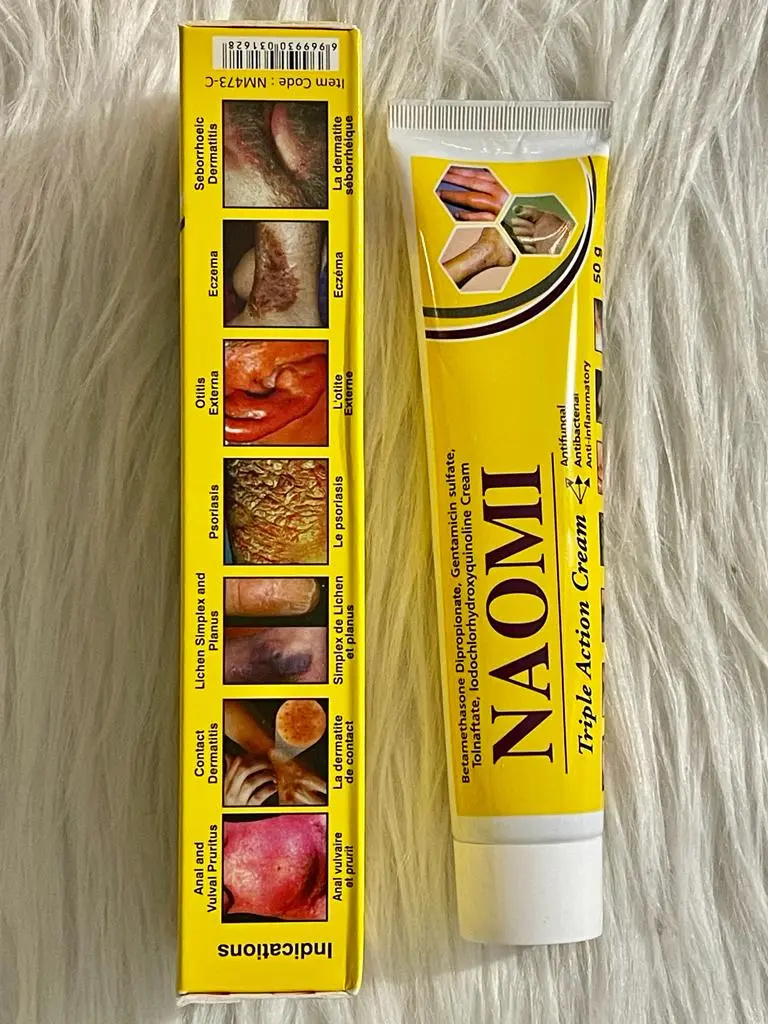 6 969930 031628
Item Code : NM473-C
Seborrhoeic
Dermatitis
La dermatite
séborrhéique
Eczema
Eczéma
Otitis
Externa
L'otite
Externe
Psoriasis
Le psoriasis
Lichen Simplex and
Planus
Simplex de Lichen
et planus
Contact
Dermatitis
La dermatite
de contact
Anal and
Vulval Pruritus
Anal vulvaire
et prurit
Indications
Betamethasone Dipropionate, Gentamicin sulfate,
Tolnaftate, Iodochlorhydroxyquinoline Cream
NAOMI
Triple Action Cream
Antifungal
Antibacterial
Anti-inflammatory
50 g